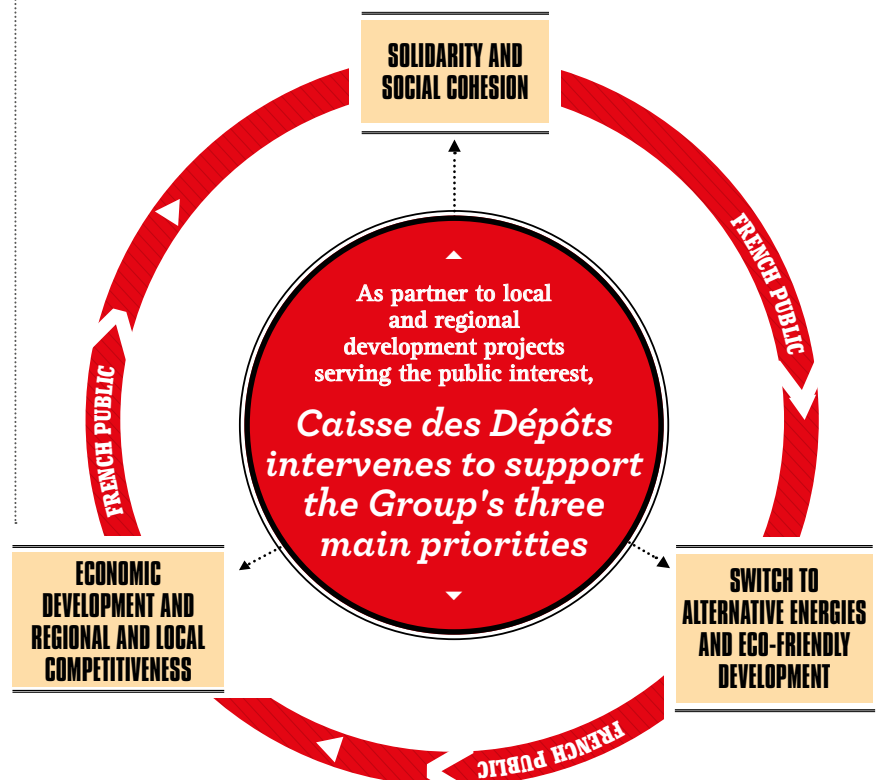 SOLIDARITY AND
SOCIAL COHESION
FRENCH PUBLIC
As partner to local
and regional
development projects
serving the public interest,
Caisse des Dépôts
intervenes to support
the Group's three
main priorities
FRENCH PUBLIC
ECONOMIC
DEVELOPMENT AND
REGIONAL AND LOCAL
COMPETITIVENESS
SWITCH TO
ALTERNATIVE ENERGIES
AND ECO-FRIENDLY
DEVELOPMENT
FRENCH PUBLIC